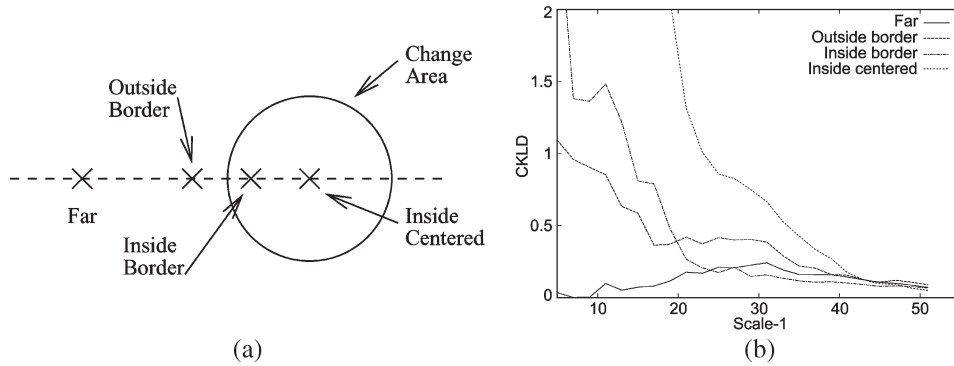 Change
Area
Outside
Border
Far
Inside
Border
Inside
Centered
(a)
2
1.5
1
0.5
0
CKLD
Far
Outside border
Inside border
Inside centered
10
20
30
40
50
Scale-1
(b)